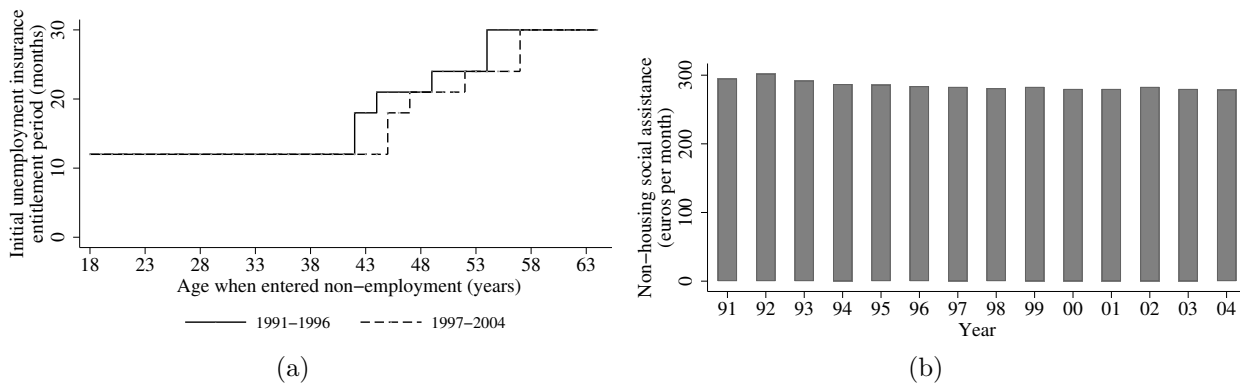 Initial unemployment insurance
entitlement period (months)
30
20
10
0
18 23 28 33 38 43 48 53 58 63
Age when entered non−employment (years)
1991−1996 1997−2004
(a)
Non−housing social assistance
(euros per month)
300
200
100
0
91 92 93 94 95 96 97 98 99 00 01 02 03 04
Year
(b)